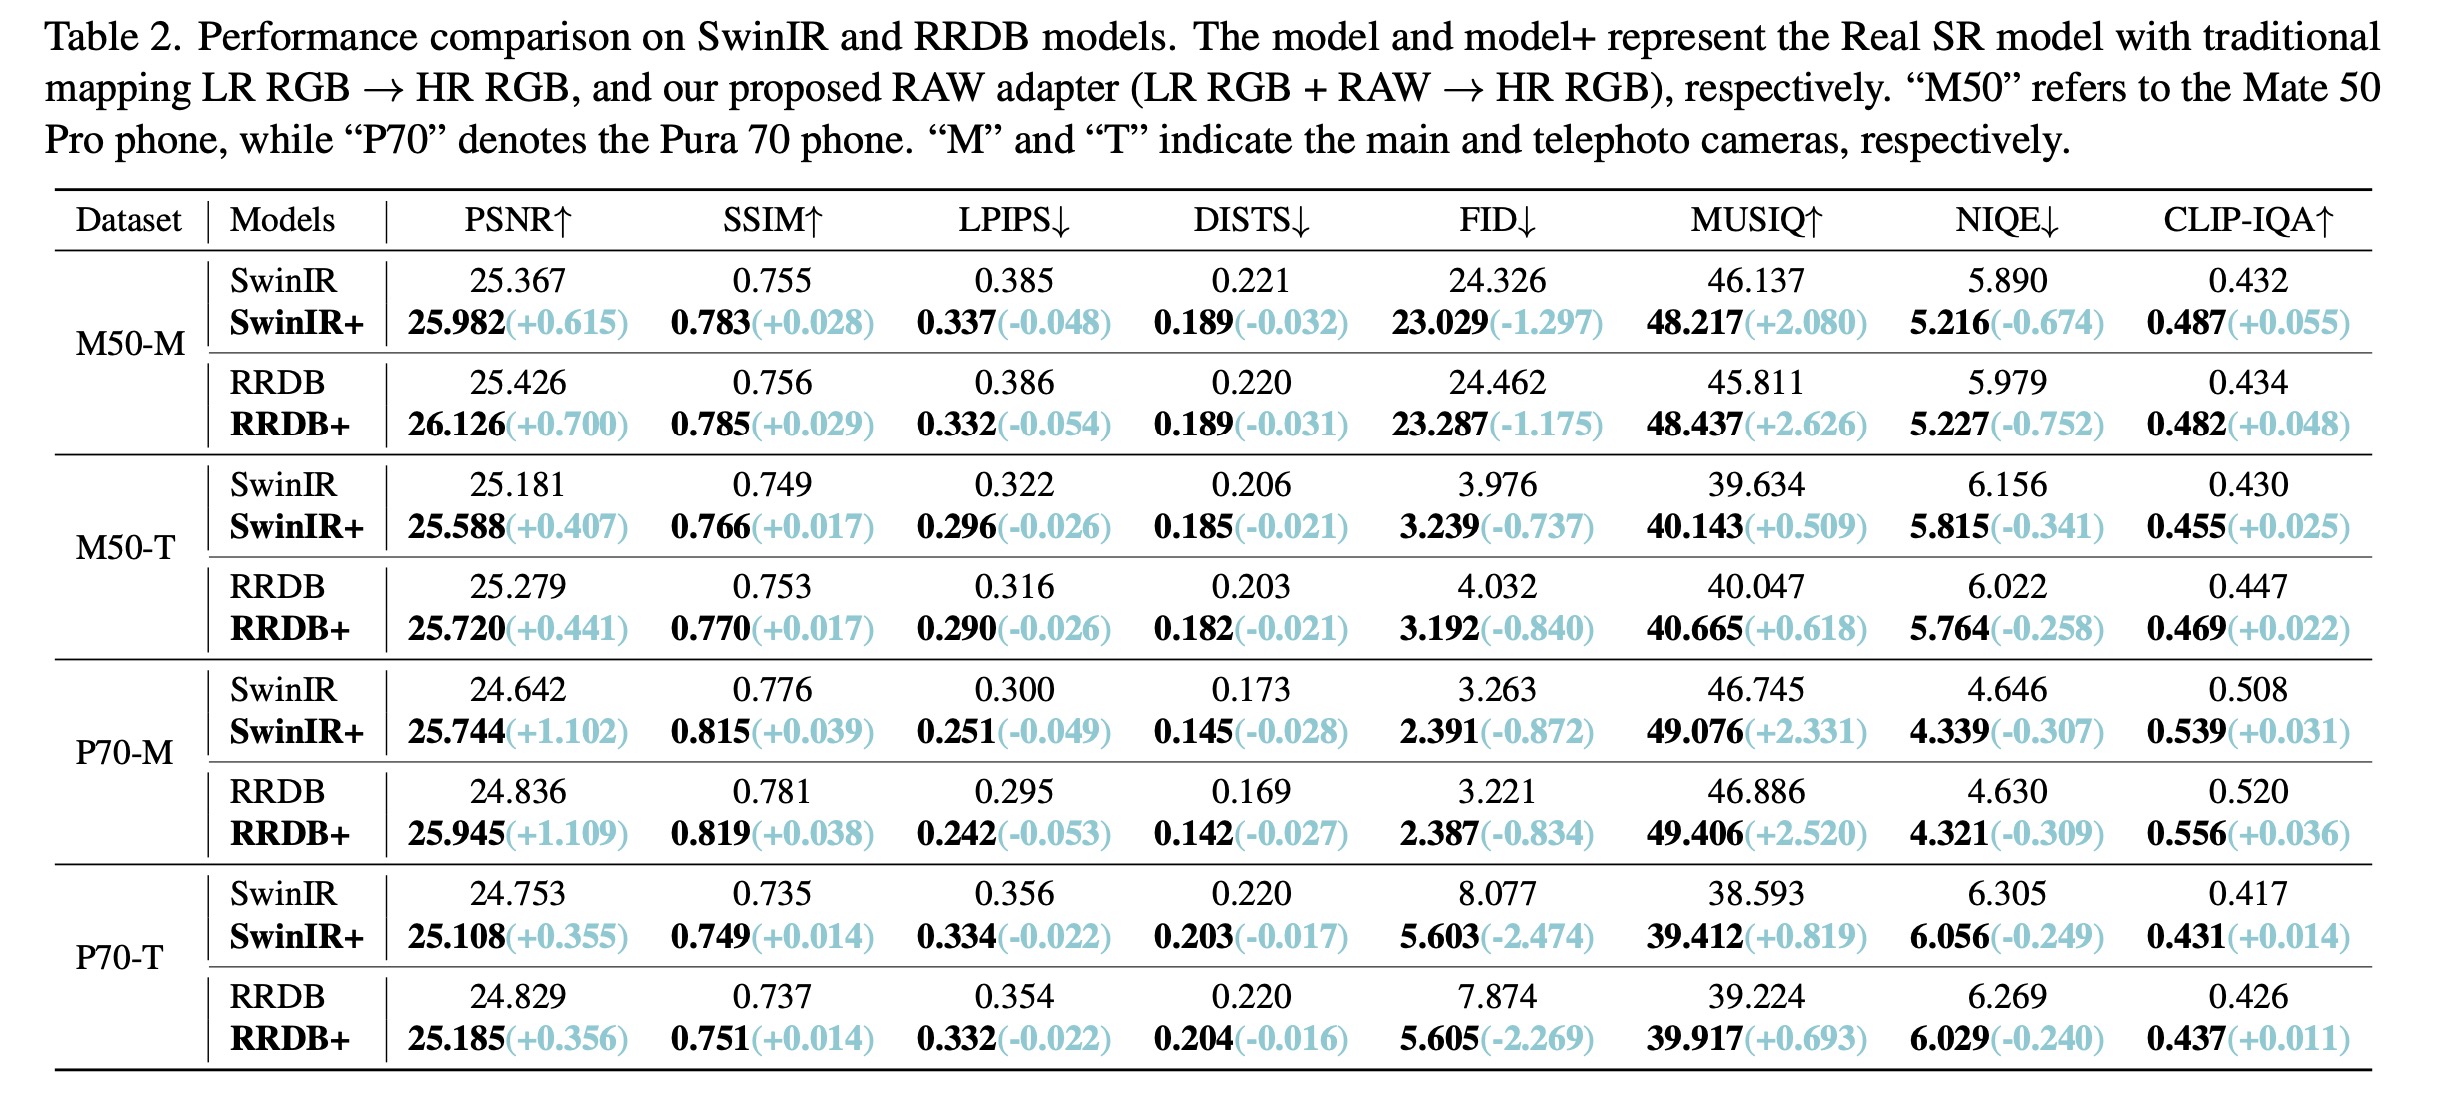 Table 2. Performance comparison on SwinIR and RRDB models. The model and model+ represent the Real SR model with traditional
mapping LR RGB → HR RGB, and our proposed RAW adapter (LR RGB + RAW → HR RGB), respectively. “M50” refers to the Mate 50
Pro phone, while “P70” denotes the Pura 70 phone. “M” and “T” indicate the main and telephoto cameras, respectively.
Dataset Models PSNR↑ SSIM↑ LPIPS↓ DISTS↓ FID↓ MUSIQ↑ NIQE↓ CLIP-IQA↑
SwinIR 25.367 0.755 0.385 0.221 24.326 46.137 5.890 0.432
SwinIR+ 25.982(+0.615) 0.783(+0.028) 0.337(-0.048) 0.189(-0.032) 23.029(-1.297) 48.217(+2.080) 5.216(-0.674) 0.487(+0.055)
M50-M
RRDB 25.426 0.756 0.386 0.220 24.462 45.811 5.979 0.434
RRDB+ 26.126(+0.700) 0.785(+0.029) 0.332(-0.054) 0.189(-0.031) 23.287(-1.175) 48.437(+2.626) 5.227(-0.752) 0.482(+0.048)
SwinIR 25.181 0.749 0.322 0.206 3.976 39.634 6.156 0.430
SwinIR+ 25.588(+0.407) 0.766(+0.017) 0.296(-0.026) 0.185(-0.021) 3.239(-0.737) 40.143(+0.509) 5.815(-0.341) 0.455(+0.025)
M50-T
RRDB 25.279 0.753 0.316 0.203 4.032 40.047 6.022 0.447
RRDB+ 25.720(+0.441) 0.770(+0.017) 0.290(-0.026) 0.182(-0.021) 3.192(-0.840) 40.665(+0.618) 5.764(-0.258) 0.469(+0.022)
SwinIR 24.642 0.776 0.300 0.173 3.263 46.745 4.646 0.508
SwinIR+ 25.744(+1.102) 0.815(+0.039) 0.251(-0.049) 0.145(-0.028) 2.391(-0.872) 49.076(+2.331) 4.339(-0.307) 0.539(+0.031)
P70-M
RRDB 24.836 0.781 0.295 0.169 3.221 46.886 4.630 0.520
RRDB+ 25.945(+1.109) 0.819(+0.038) 0.242(-0.053) 0.142(-0.027) 2.387(-0.834) 49.406(+2.520) 4.321(-0.309) 0.556(+0.036)
SwinIR 24.753 0.735 0.356 0.220 8.077 38.593 6.305 0.417
SwinIR+ 25.108(+0.355) 0.749(+0.014) 0.334(-0.022) 0.203(-0.017) 5.603(-2.474) 39.412(+0.819) 6.056(-0.249) 0.431(+0.014)
P70-T
RRDB 24.829 0.737 0.354 0.220 7.874 39.224 6.269 0.426
RRDB+ 25.185(+0.356) 0.751(+0.014) 0.332(-0.022) 0.204(-0.016) 5.605(-2.269) 39.917(+0.693) 6.029(-0.240) 0.437(+0.011)